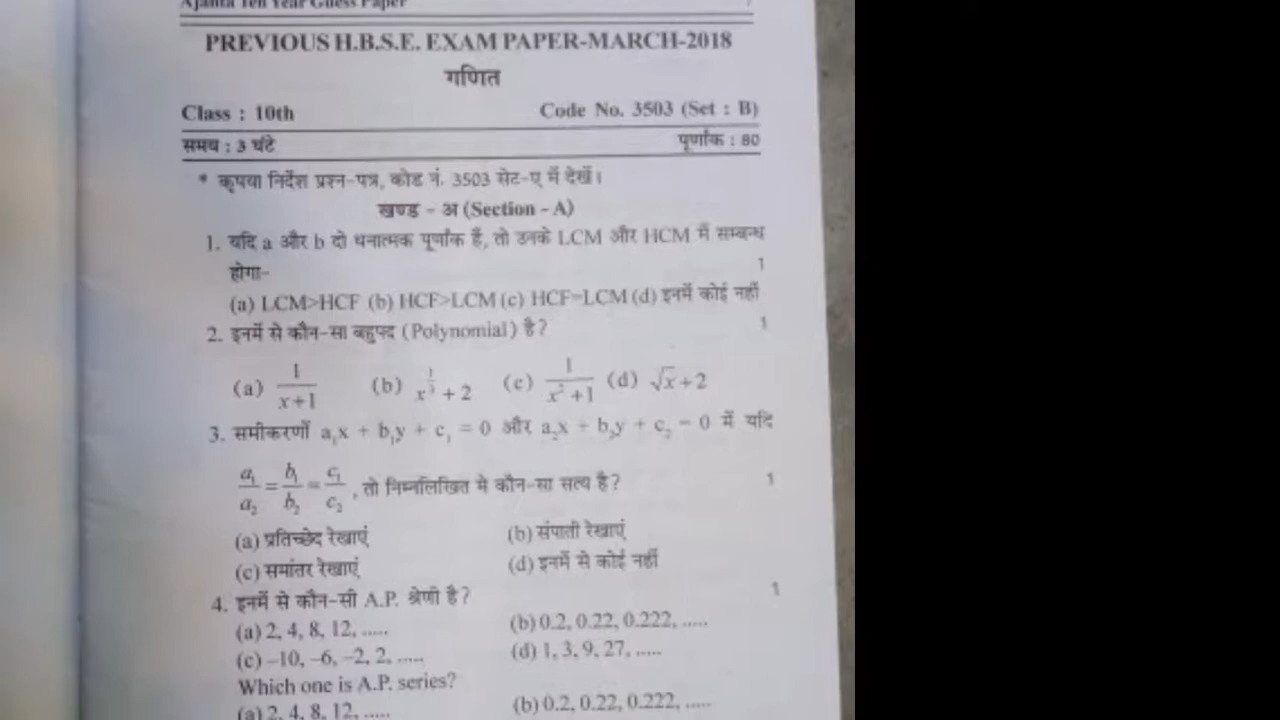 Ajanta Ten Year Guess Paper
PREVIOUS H.B.S.E. EXAM PAPER-MARCH-2018
गणित
Class : 10th Code No. 3503 (Set : B)
समय : 3 घंटे पूर्णांक : 80
* कृपया निर्देश प्रश्न-पत्र, कोड नं. 3503 सेट-ए में देखें।
खण्ड - अ (Section - A)
1. यदि a और b दो धनात्मक पूर्णांक हैं, तो उनके LCM और HCM में सम्बन्ध
होगा- 1
(a) LCM>HCF (b) HCF>LCM (c) HCF=LCM (d) इनमें कोई नहीं
2. इनमें से कौन-सा बहुपद (Polynomial) है? 1
(a) 1/(x+1) (b) x^(1/3) + 2 (c) 1/(x²+1) (d) √x+2
3. समीकरणों a₁x + b₁y + c₁ = 0 और a₂x + b₂y + c₂ = 0 में यदि
a₁/a₂ = b₁/b₂ = c₁/c₂, तो निम्नलिखित मे कौन-सा सत्य है? 1
(a) प्रतिच्छेद रेखाएं (b) संपाती रेखाएं
(c) समांतर रेखाएं (d) इनमें से कोई नहीं
4. इनमें से कौन-सी A.P. श्रेणी है? 1
(a) 2, 4, 8, 12, ..... (b) 0.2, 0.22, 0.222, .....
(c) –10, –6, –2, 2, ..... (d) 1, 3, 9, 27, .....
Which one is A.P. series?
(a) 2, 4, 8, 12, ..... (b) 0.2, 0.22, 0.222, .....